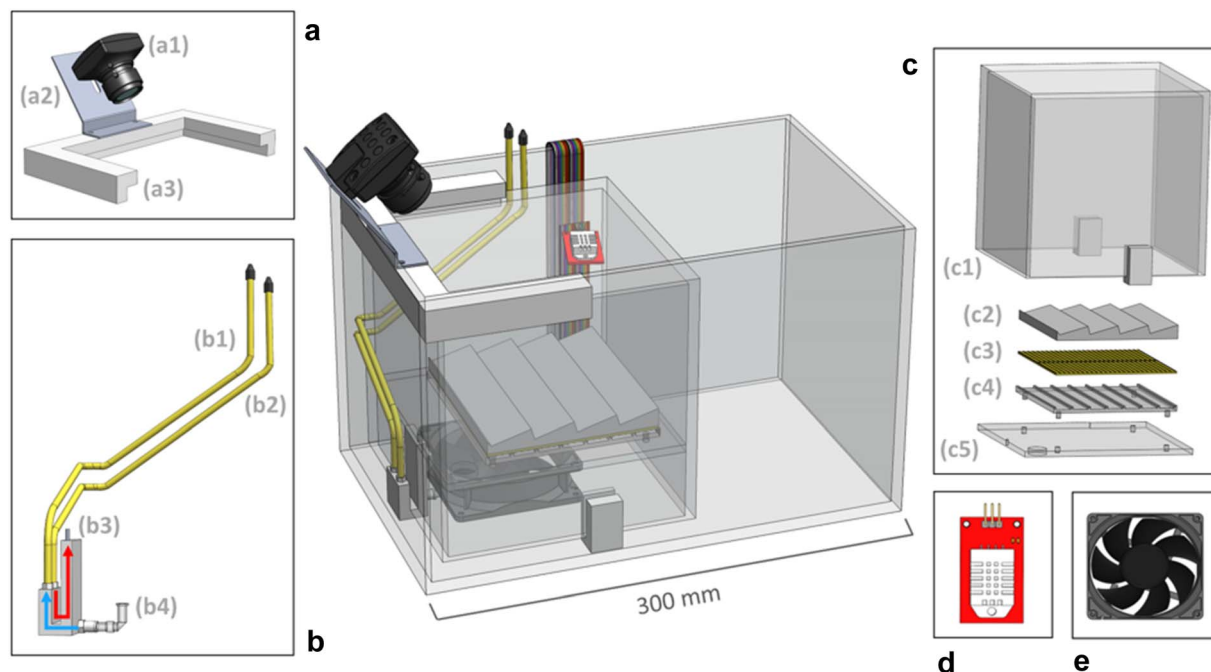 a
(a1)
(a2)
(a3)
b
(b1)
(b2)
(b3)
(b4)
300 mm
c
(c1)
(c2)
(c3)
(c4)
(c5)
d
e